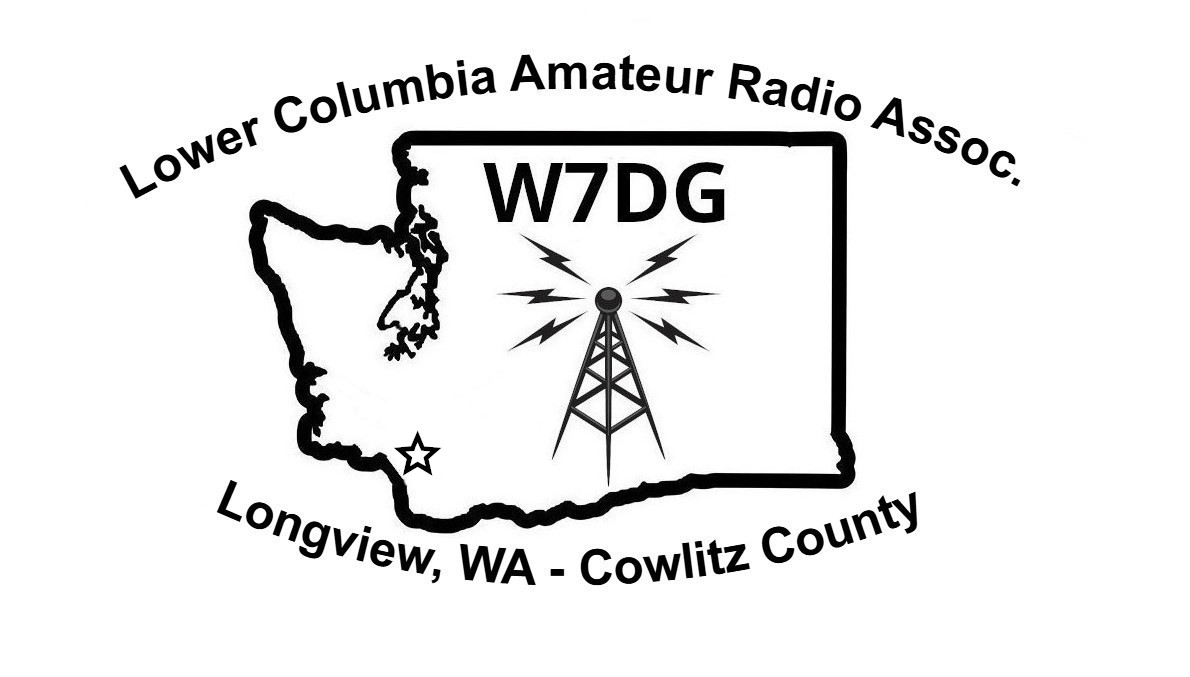 Lower Columbia Amateur Radio Assoc.
W7DG
Longview, WA - Cowlitz County